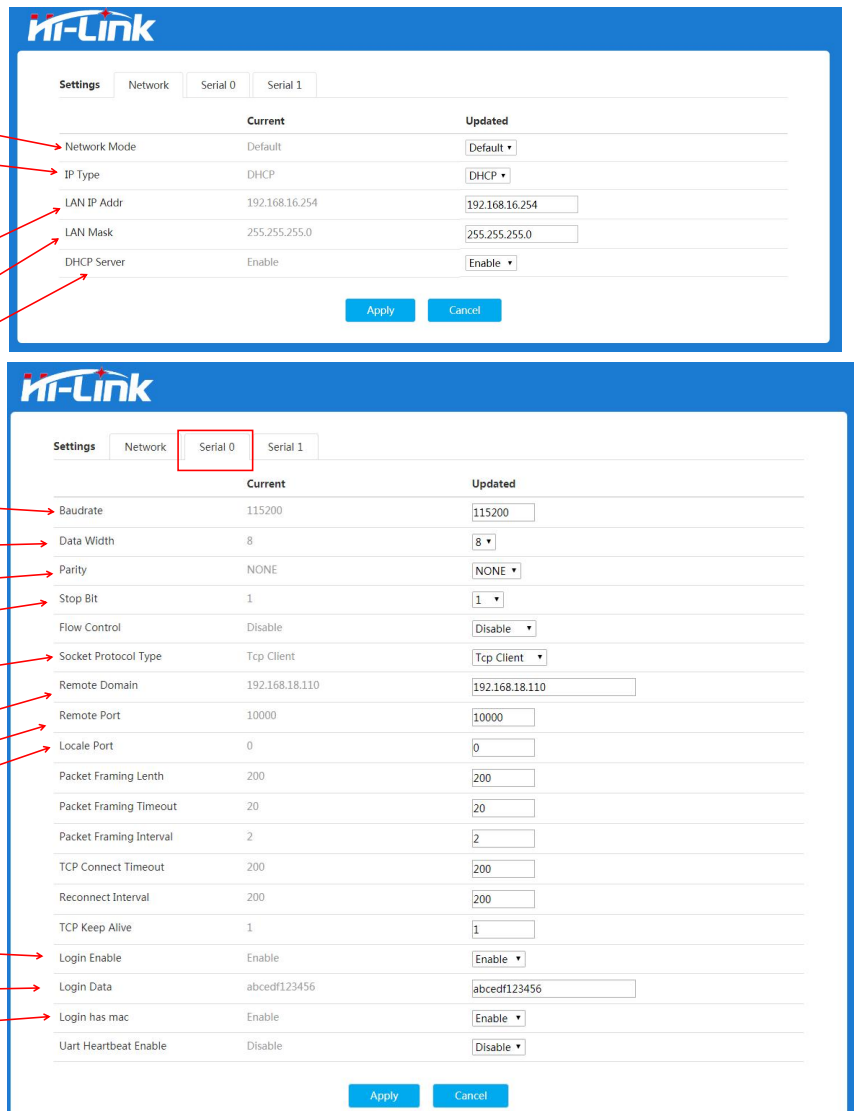 Hi-Link
Settings Network Serial 0 Serial 1
Current Updated
Network Mode Default Default
IP Type DHCP DHCP
LAN IP Addr 192.168.16.254 192.168.16.254
LAN Mask 255.255.255.0 255.255.255.0
DHCP Server Enable Enable
Apply Cancel
Hi-Link
Settings Network Serial 0 Serial 1
Current Updated
Baudrate 115200 115200
Data Width 8 8
Parity NONE NONE
Stop Bit 1 1
Flow Control Disable Disable
Socket Protocol Type Tcp Client Tcp Client
Remote Domain 192.168.18.110 192.168.18.110
Remote Port 10000 10000
Locale Port 0 0
Packet Framing Lenth 200 200
Packet Framing Timeout 20 20
Packet Framing Interval 2 2
TCP Connect Timeout 200 200
Reconnect Interval 200 200
TCP Keep Alive 1 1
Login Enable Enable Enable
Login Data abcedf123456 abcedf123456
Login has mac Enable Enable
Uart Heartbeat Enable Disable Disable
Apply Cancel